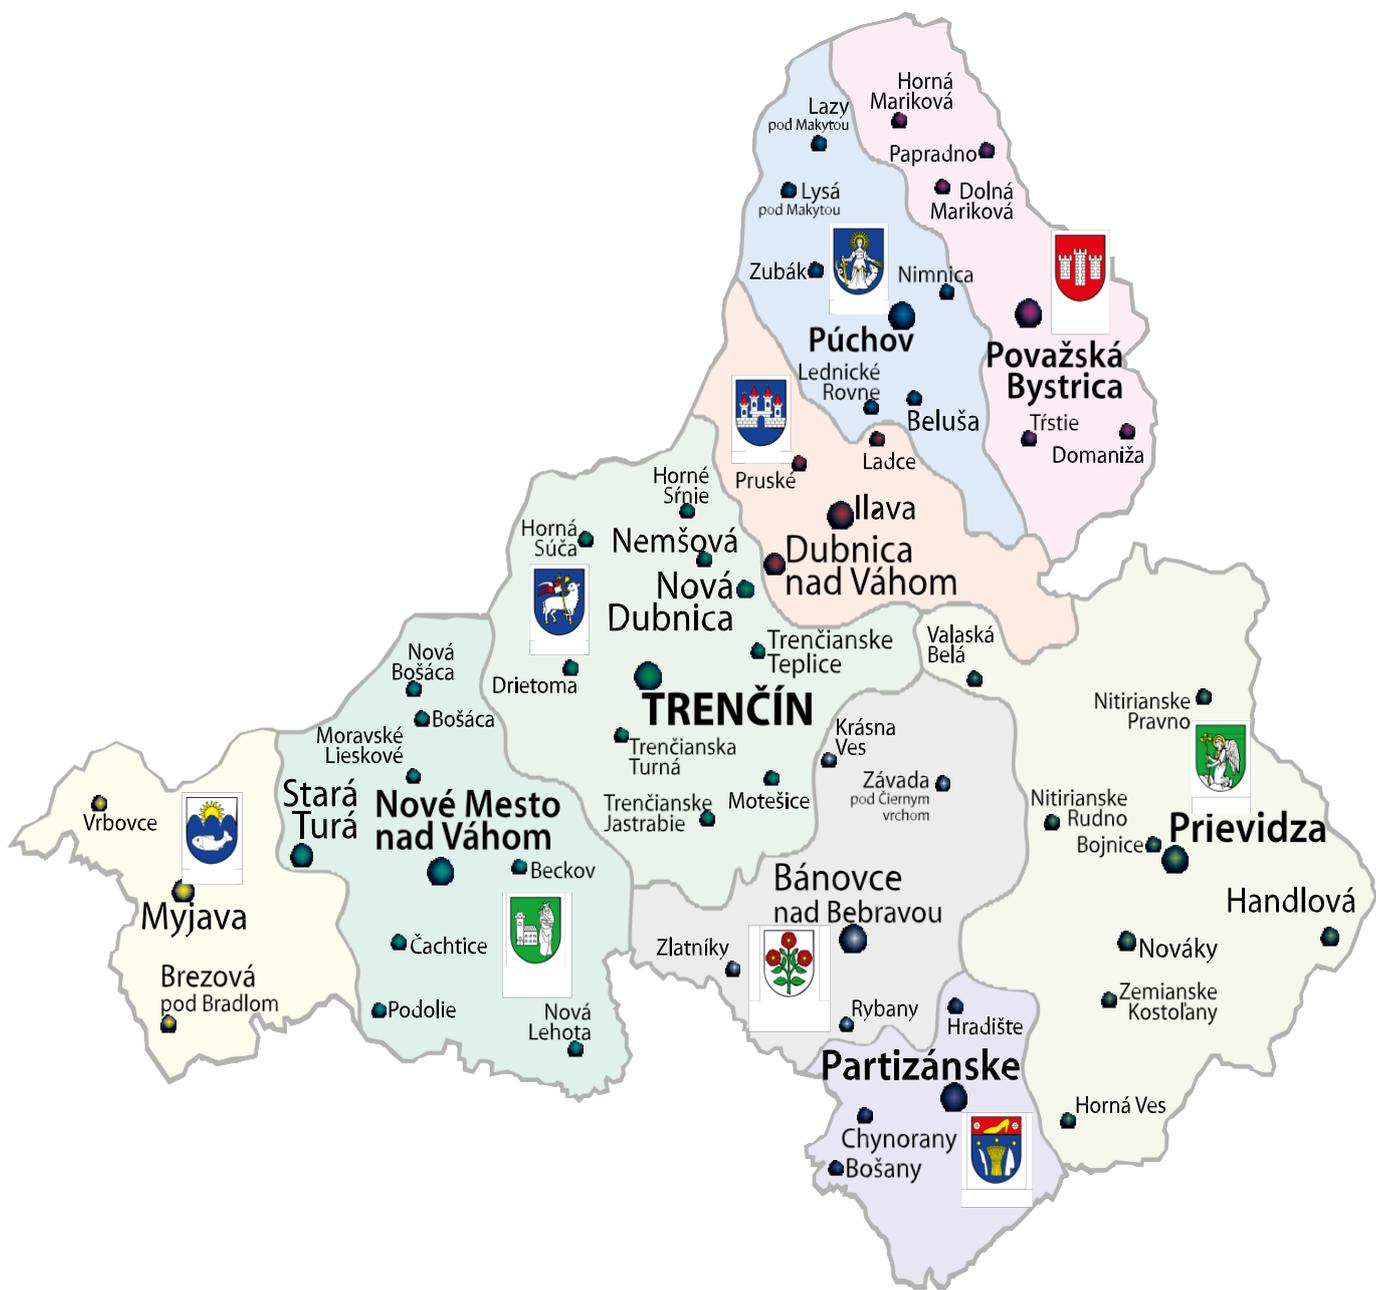 Horná
Mariková
Lazy
pod Makytou
Papradno
Lysá
pod Makytou
Dolná
Mariková
Zubák
Nimnica
Púchov
Považská
Bystrica
Lednické
Rovne
Beluša
Tŕstie
Domaniža
Ladce
Pruské
Horné
Sŕnie
Ilava
Horná
Súča
Nemšová
Dubnica
nad Váhom
Nová
Dubnica
Trenčianske
Teplice
Valaská
Belá
Nová
Bošáca
Drietoma
TRENČÍN
Nitirianske
Pravno
Bošáca
Moravské
Lieskové
Trenčianska
Turná
Krásna
Ves
Závada
pod Čiernym
vrchom
Stará
Turá
Nové Mesto
nad Váhom
Trenčianske
Jastrabie
Motešice
Nitirianske
Rudno
Bojnice
Prievidza
Vrbovce
Beckov
Bánovce
nad Bebravou
Handlová
Myjava
Čachtice
Zlatníky
Nováky
Brezová
pod Bradlom
Podolie
Nová
Lehota
Rybany
Hradište
Zemianske
Kostoľany
Partizánske
Horná Ves
Chynorany
Bošany